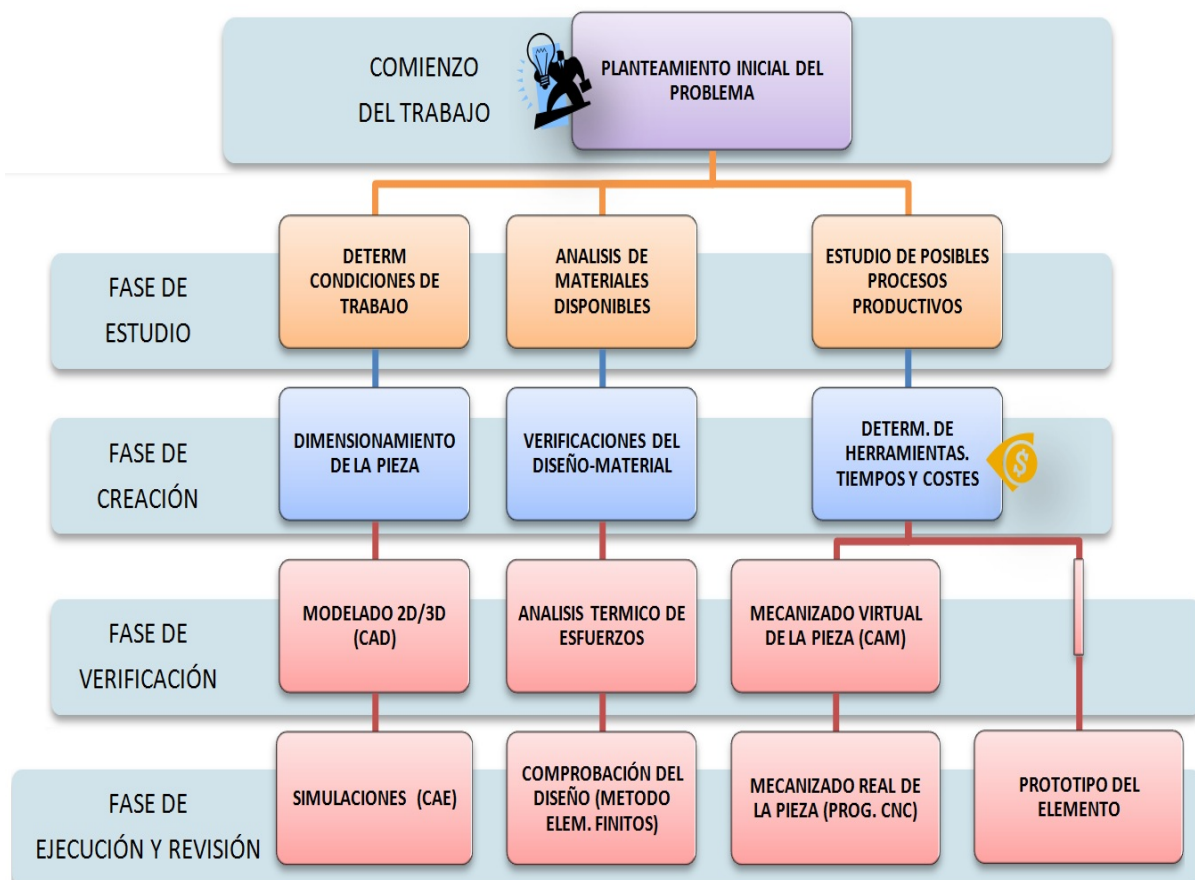 COMIENZO
DEL TRABAJO
PLANTEAMIENTO INICIAL DEL
PROBLEMA
FASE DE
ESTUDIO
DETERM
CONDICIONES DE
TRABAJO
ANALISIS DE
MATERIALES
DISPONIBLES
ESTUDIO DE POSIBLES
PROCESOS
PRODUCTIVOS
FASE DE
CREACIÓN
DIMENSIONAMIENTO
DE LA PIEZA
VERIFICACIONES DEL
DISEÑO-MATERIAL
DETERM. DE
HERRAMIENTAS.
TIEMPOS Y COSTES
$
FASE DE
VERIFICACIÓN
MODELADO 2D/3D
(CAD)
ANALISIS TERMICO DE
ESFUERZOS
MECANIZADO VIRTUAL
DE LA PIEZA (CAM)
FASE DE
EJECUCIÓN Y REVISIÓN
SIMULACIONES (CAE)
COMPROBACIÓN DEL
DISEÑO (METODO
ELEM. FINITOS)
MECANIZADO REAL DE
LA PIEZA (PROG. CNC)
PROTOTIPO DEL
ELEMENTO